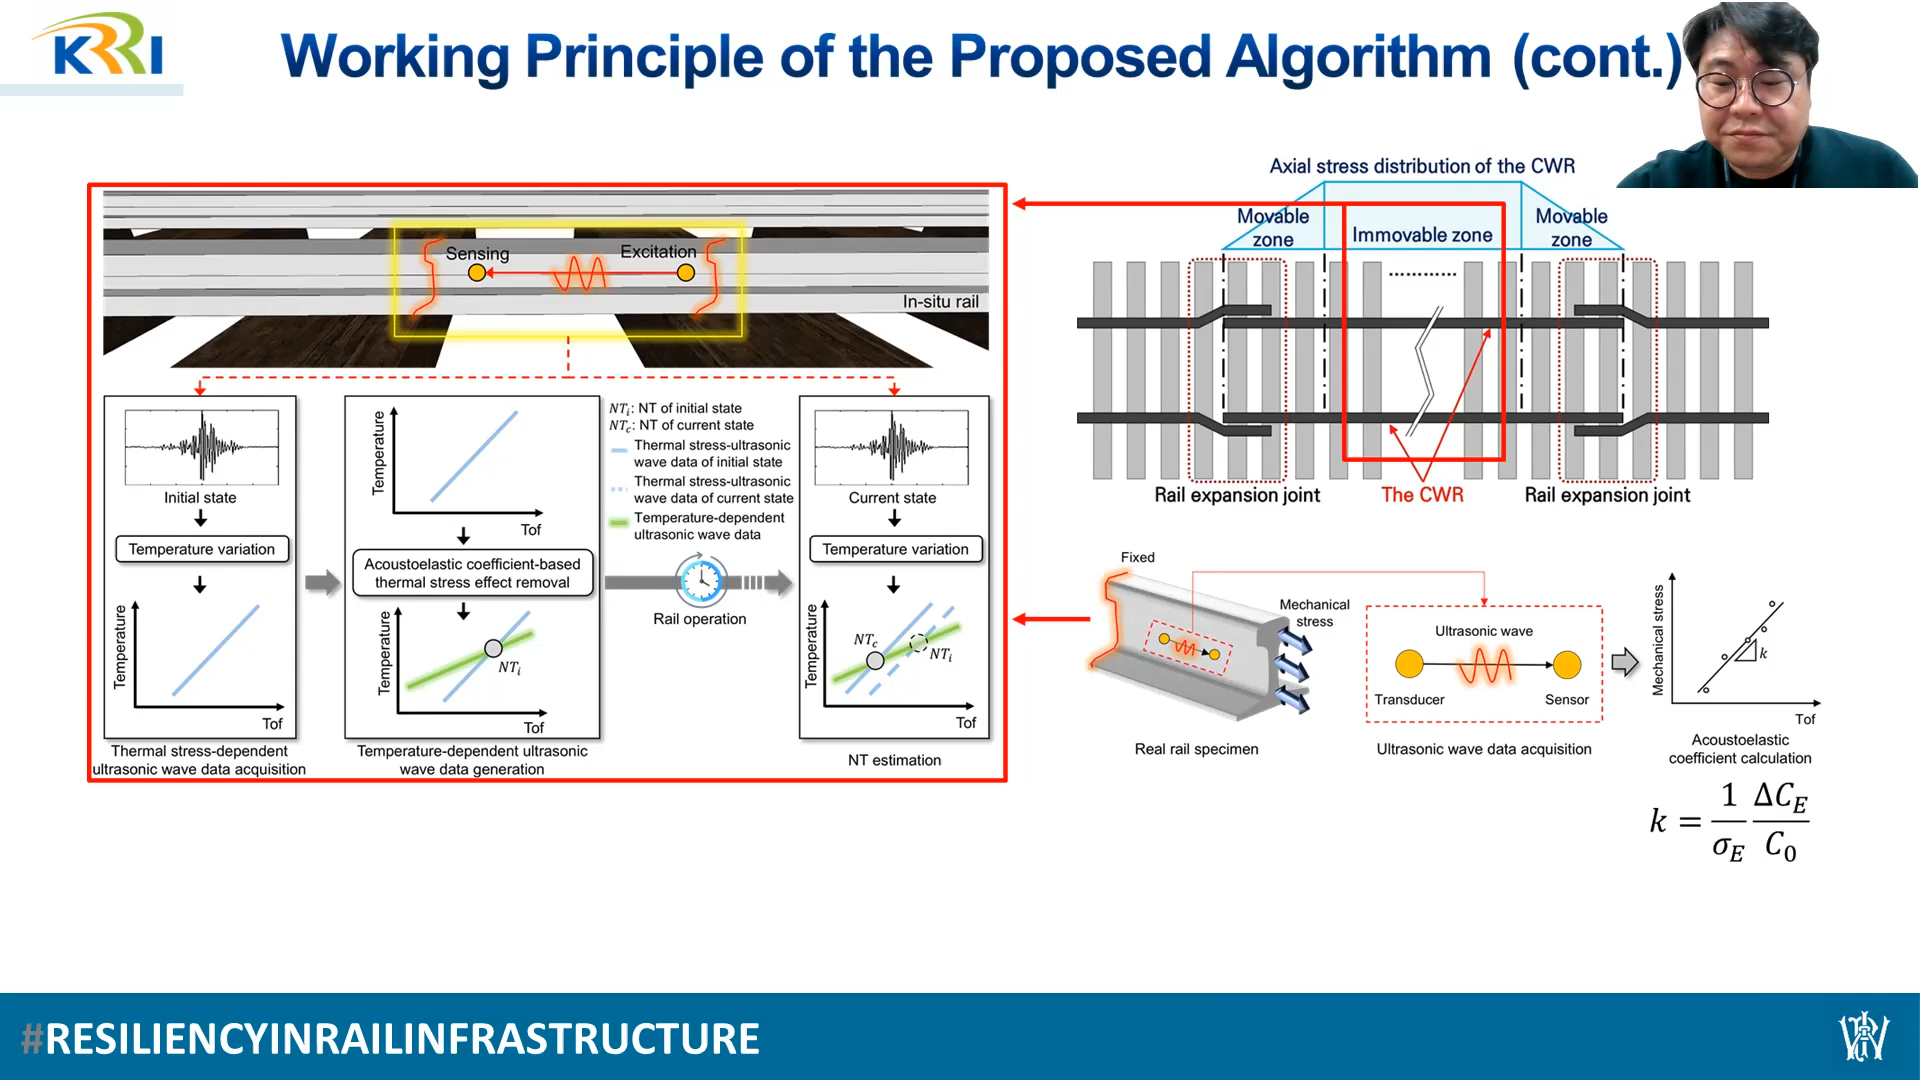 KRRI
Working Principle of the Proposed Algorithm (cont.)
Axial stress distribution of the CWR
Movable
zone
Immovable zone
Movable
zone
Rail expansion joint
The CWR
Rail expansion joint
Sensing
Excitation
In-situ rail
Initial state
Temperature variation
Temperature
Tof
Thermal stress-dependent
ultrasonic wave data acquisition
Temperature
Tof
Acoustoelastic coefficient-based
thermal stress effect removal
Temperature
NTᵢ
Tof
Temperature-dependent ultrasonic
wave data generation
NTᵢ: NT of initial state
NT꜀: NT of current state
Thermal stress-ultrasonic
wave data of initial state
Thermal stress-ultrasonic
wave data of current state
Temperature-dependent
ultrasonic wave data
Rail operation
Current state
Temperature variation
Temperature
NT꜀
NTᵢ
Tof
NT estimation
Fixed
Mechanical
stress
Real rail specimen
Ultrasonic wave
Transducer
Sensor
Ultrasonic wave data acquisition
Mechanical stress
k
Tof
Acoustoelastic
coefficient calculation
k = 1/σ_E ΔC_E/C₀
#RESILIENCYINRAILINFRASTRUCTURE